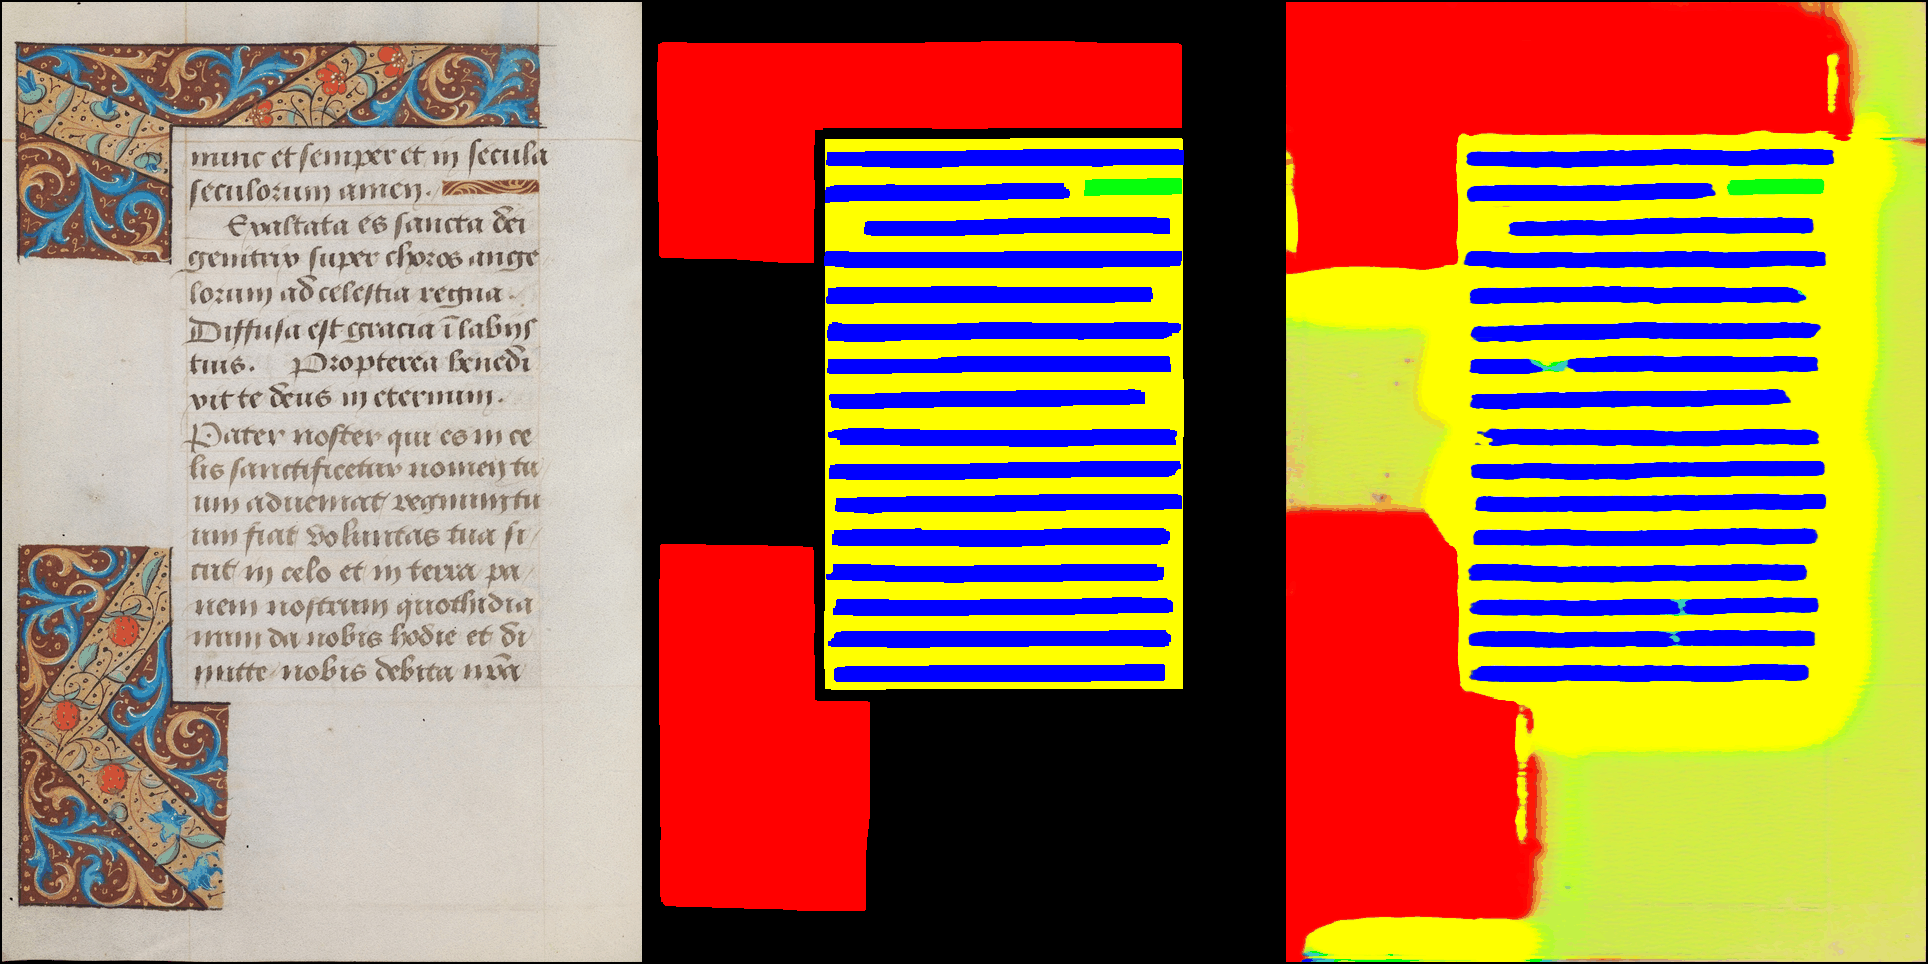 nunc et semper et in secula
seculorum amen.
Exaltata es sancta dei
genitrix super choros ange
lorum ad celestia regna.
Diffusa est gracia ĩ labijs
tuis. Propterea benedi
xit te deus in eternum.
Pater noster qui es in ce
lis sanctificetur nomen tu
um adueniat regnum tu
um fiat voluntas tua si
cut in celo et in terra pa
nem nostrum quothidia
num da nobis hodie et di
mitte nobis debita nr̃a